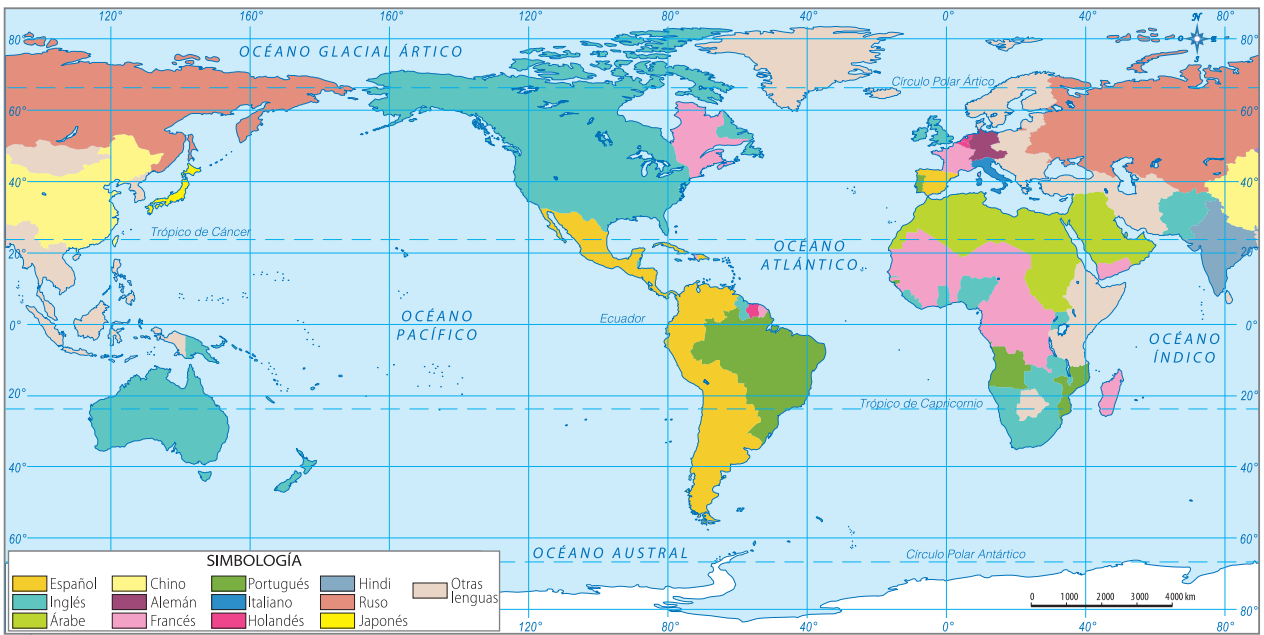 120° 160° 160° 120° 80° 40° 0° 40° 80°
80° 80°
OCÉANO GLACIAL ÁRTICO
N
O E
S
Círculo Polar Ártico
60° 60°
40° 40°
Trópico de Cáncer
OCÉANO
ATLÁNTICO
20° 20°
OCÉANO
PACÍFICO
Ecuador
0° 0°
OCÉANO
ÍNDICO
20° 20°
Trópico de Capricornio
40° 40°
60° 60°
OCÉANO AUSTRAL
Círculo Polar Antártico
SIMBOLOGÍA
Español
Inglés
Árabe
Chino
Alemán
Francés
Portugués
Italiano
Holandés
Hindi
Ruso
Japonés
Otras
lenguas
0 1000 2000 3000 4000 km
80° 80°
120° 80° 40° 0° 40° 80°